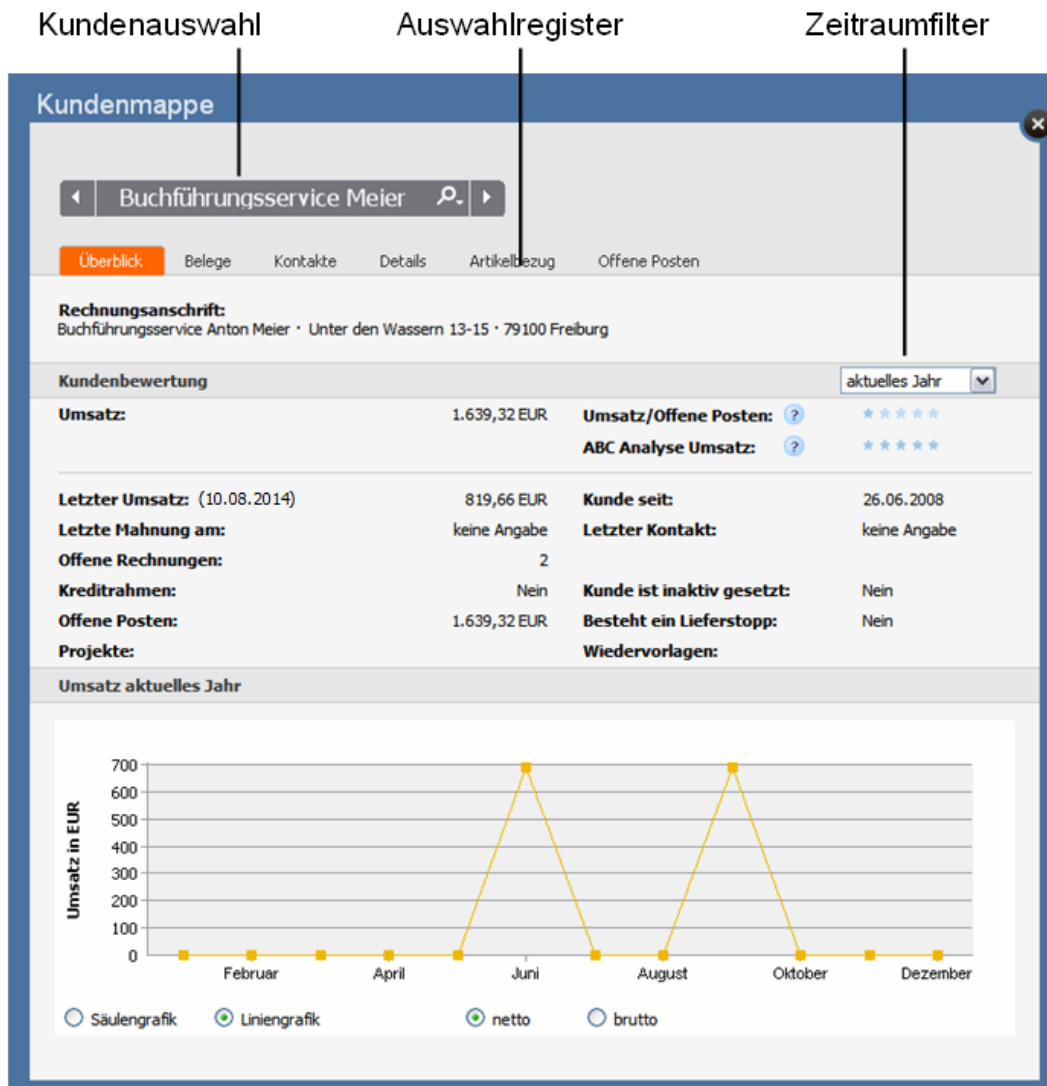 Kundenauswahl Auswahlregister Zeitraumfilter
Kundenmappe
Buchführungsservice Meier
Überblick Belege Kontakte Details Artikelbezug Offene Posten
Rechnungsanschrift:
Buchführungsservice Anton Meier · Unter den Wassern 13-15 · 79100 Freiburg
Kundenbewertung aktuelles Jahr
Umsatz: 1.639,32 EUR Umsatz/Offene Posten: ?
ABC Analyse Umsatz: ?
Letzter Umsatz: (10.08.2014) 819,66 EUR Kunde seit: 26.06.2008
Letzte Mahnung am: keine Angabe Letzter Kontakt: keine Angabe
Offene Rechnungen: 2
Kreditrahmen: Nein Kunde ist inaktiv gesetzt: Nein
Offene Posten: 1.639,32 EUR Besteht ein Lieferstopp: Nein
Projekte: Wiedervorlagen:
Umsatz aktuelles Jahr
Umsatz in EUR
700
600
500
400
300
200
100
0
Februar April Juni August Oktober Dezember
Säulengrafik Liniengrafik netto brutto